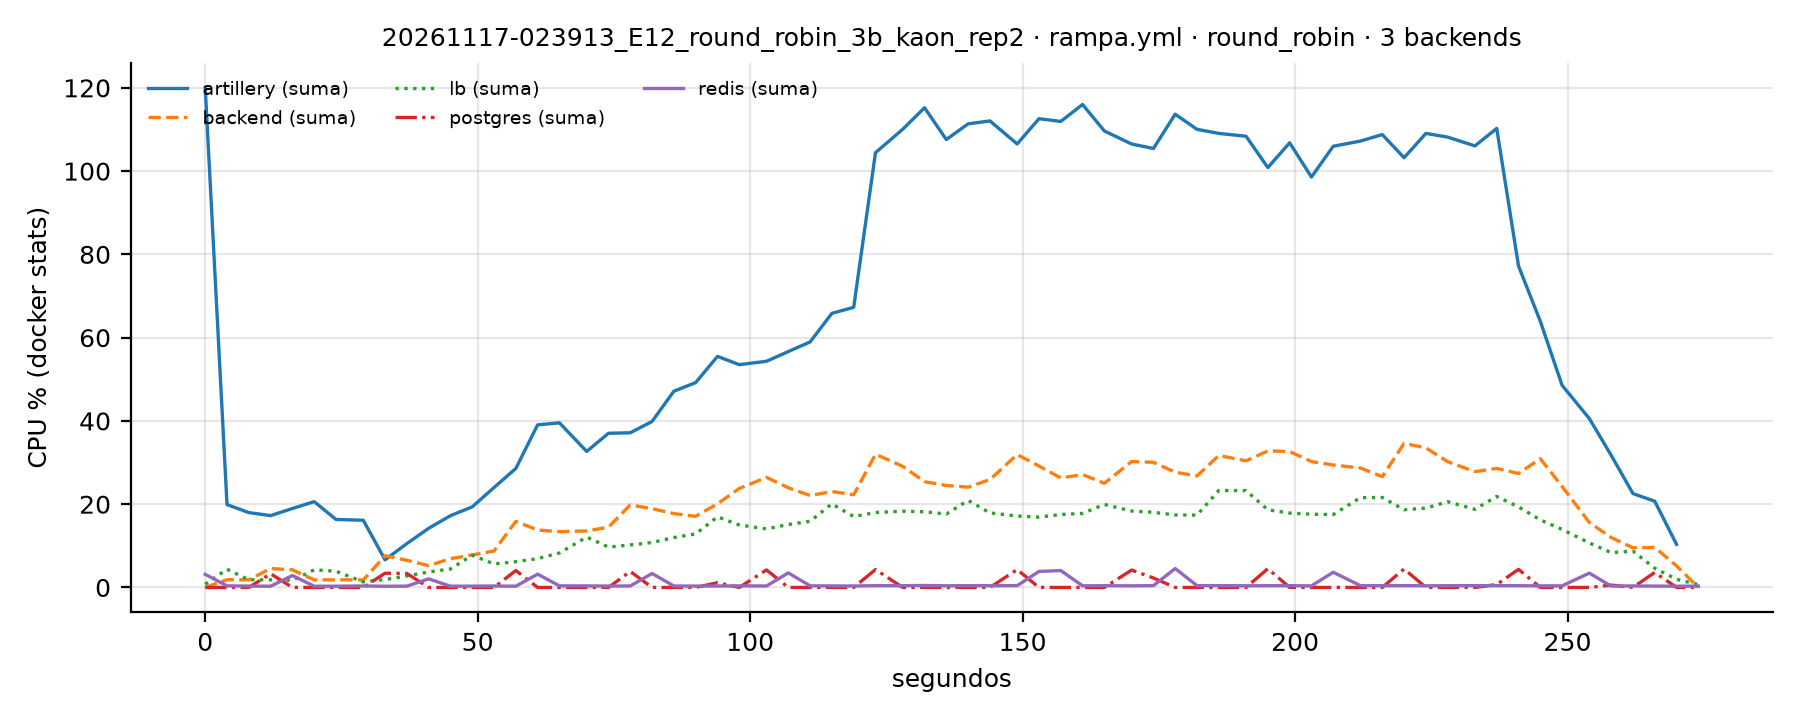 20261117-023913_E12_round_robin_3b_kaon_rep2 · rampa.yml · round_robin · 3 backends
artillery (suma)
backend (suma)
lb (suma)
postgres (suma)
redis (suma)
CPU % (docker stats)
120
100
80
60
40
20
0
0 50 100 150 200 250
segundos